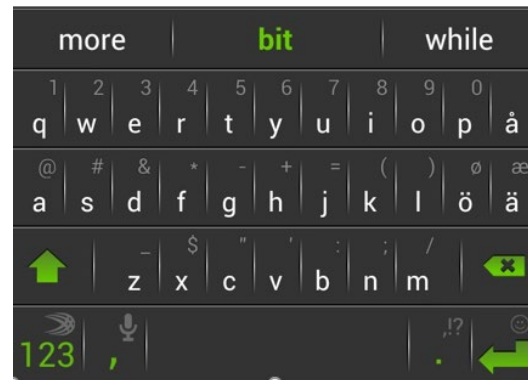 more bit while
1 2 3 4 5 6 7 8 9 0
q w e r t y u i o p å
@ # & * - + = ( ) ø æ
a s d f g h j k l ö ä
_ $ " ' : ; /
z x c v b n m
,!?
123 , .